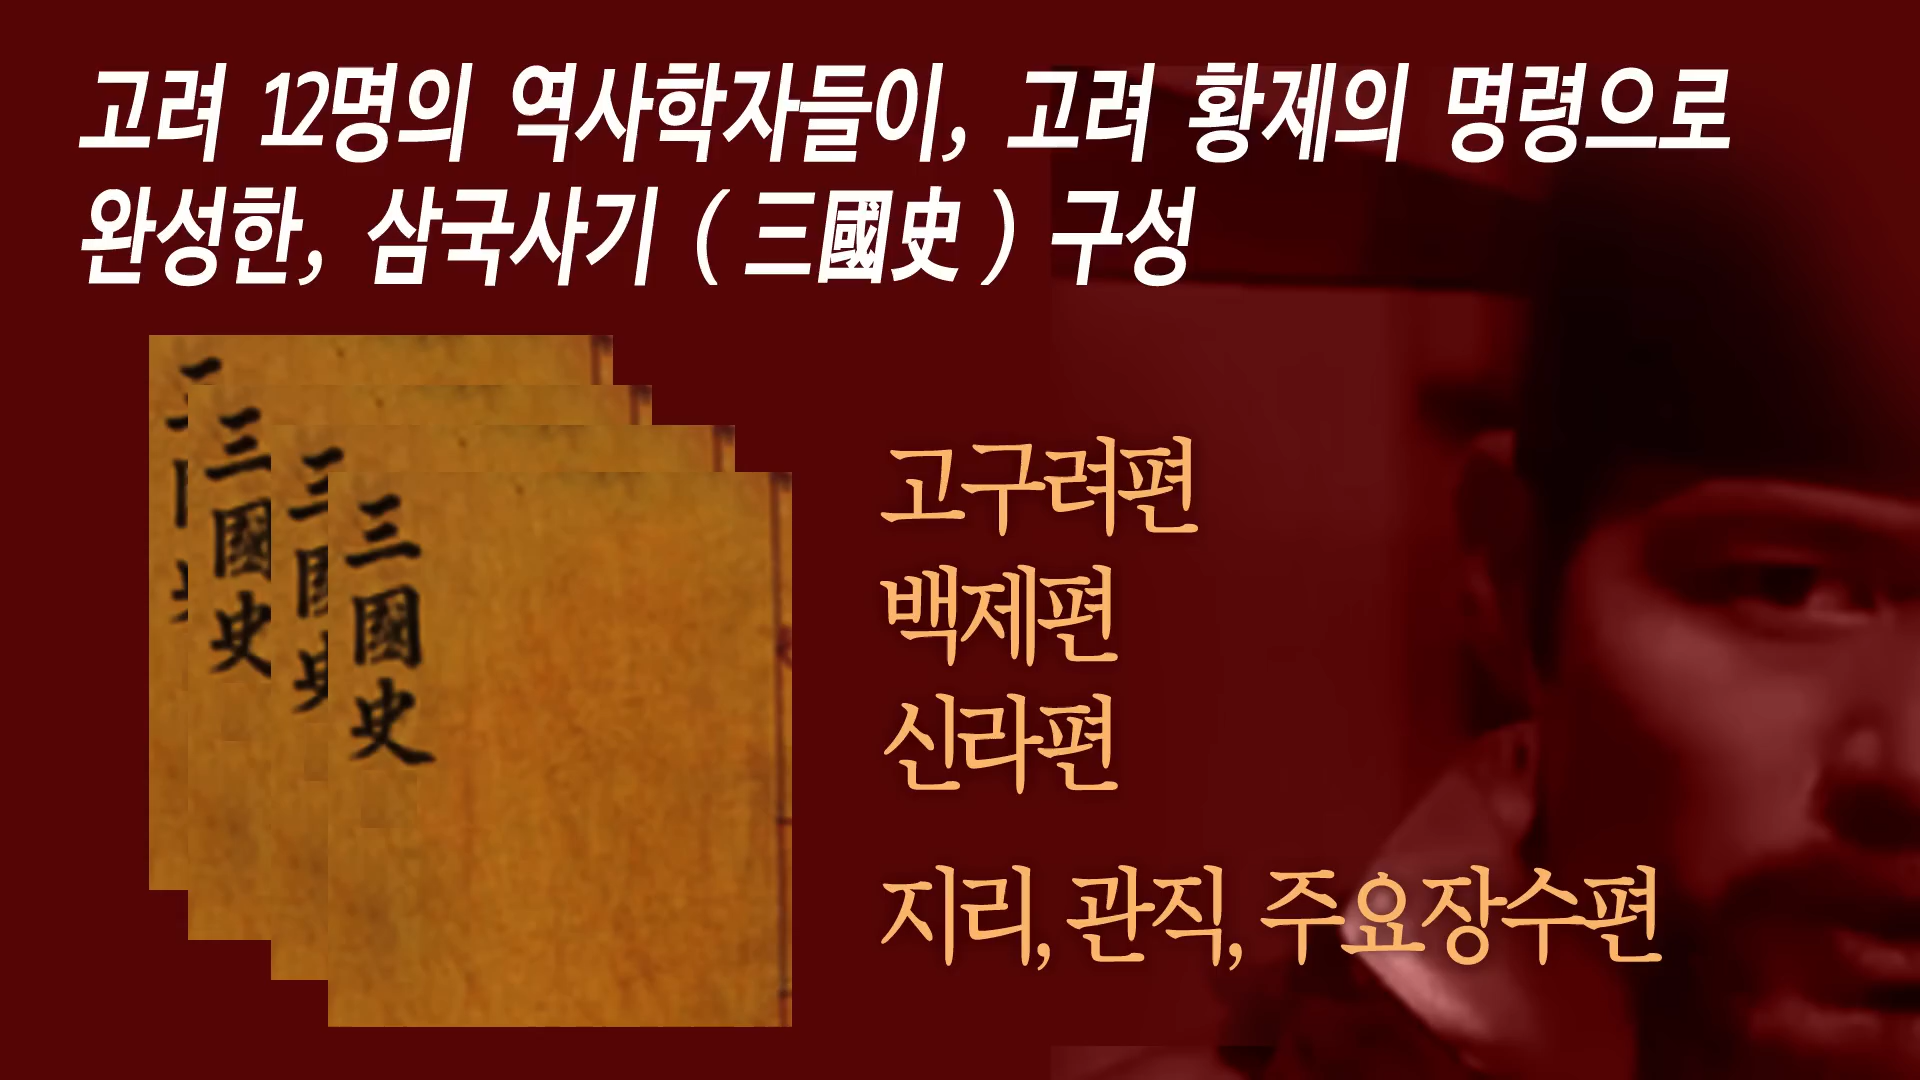 고려 12명의 역사학자들이, 고려 황제의 명령으로
완성한, 삼국사기 ( 三國史 ) 구성
三國史
三國史
三國史
三國史
고구려편
백제편
신라편
지리, 관직, 주요장수편